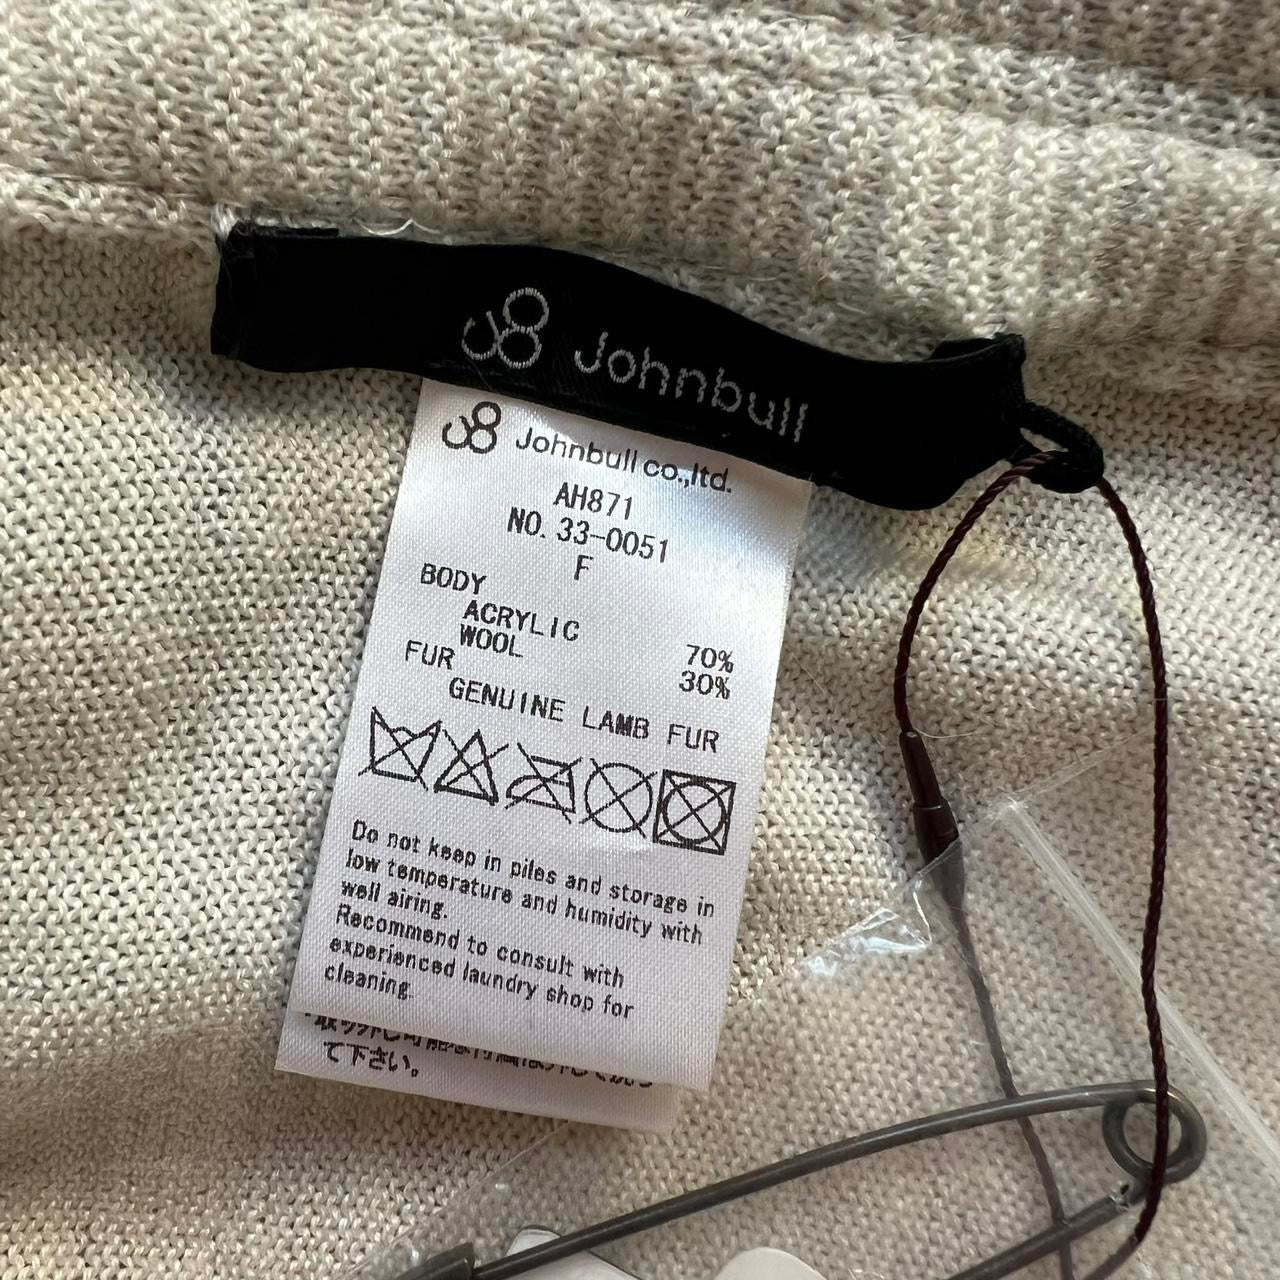 Johnbull
Johnbull co.,ltd.
AH871
NO. 33-0051
F
BODY
ACRYLIC 70%
WOOL 30%
FUR
GENUINE LAMB FUR
Do not keep in piles and storage in
low temperature and humidity with
well airing.
Recommend to consult with
experienced laundry shop for
cleaning.
て下さい。